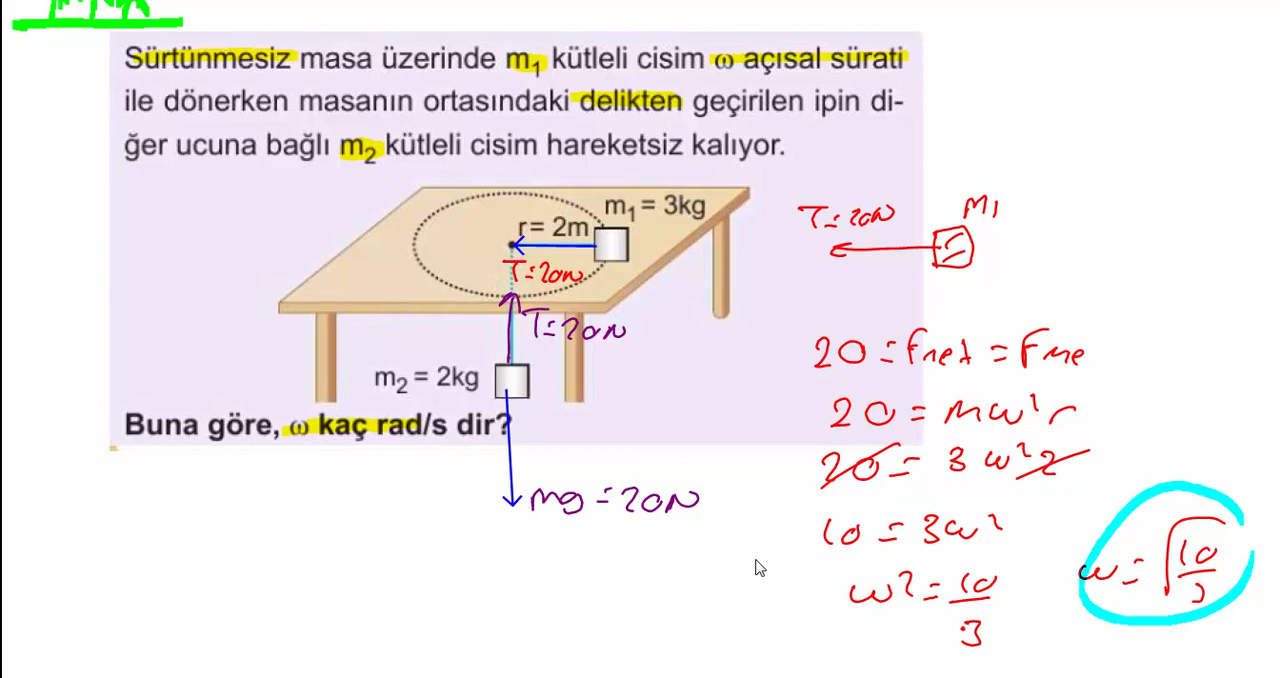 Sürtünmesiz masa üzerinde m₁ kütleli cisim ω açısal sürati
ile dönerken masanın ortasındaki delikten geçirilen ipin di-
ğer ucuna bağlı m₂ kütleli cisim hareketsiz kalıyor.
m₁ = 3kg
r= 2m
T=20N
T=20N
m₂ = 2kg
Buna göre, ω kaç rad/s dir?
mg=20N
T=20N
m₁
20=Fnet=Fme
20=mω²r
20=3ω²2
10=3ω²
ω²=10/3
ω=√10/3